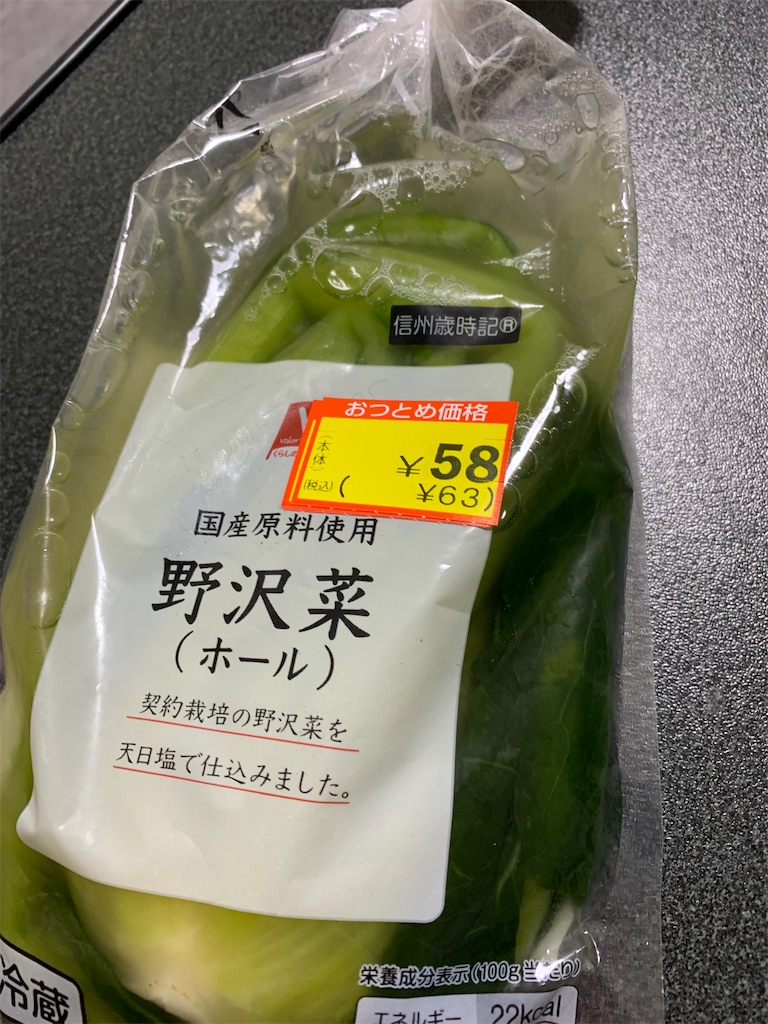 信州歳時記®
おつとめ価格
(本体)
¥58
(税込)( ¥63)
国産原料使用
野沢菜
(ホール)
契約栽培の野沢菜を
天日塩で仕込みました。
冷蔵
栄養成分表示(100g当たり)
エネルギー 22kcal